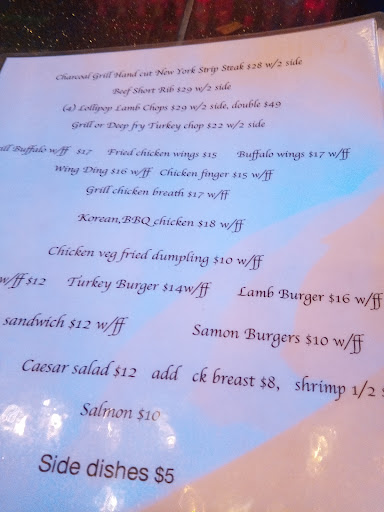 Charcoal Grill Hand cut New York Strip Steak $28 w/2 side
Beef Short Rib $29 w/2 side
(4) Lollipop Lamb Chops $29 w/2 side, double $49
Grill or Deep fry Turkey chop $22 w/2 side
Buffalo w/ff $17 Fried chicken wings $15 Buffalo wings $17 w/ff
Wing Ding $16 w/ff Chicken finger $15 w/ff
Grill chicken breath $17 w/ff
Korean,BBQ chicken $18 w/ff
Chicken veg fried dumpling $10 w/ff
w/ff $12 Turkey Burger $14w/ff Lamb Burger $16 w/ff
sandwich $12 w/ff Samon Burgers $10 w/ff
Caesar salad $12 add ck breast $8, shrimp 1/2
Salmon $10
Side dishes $5